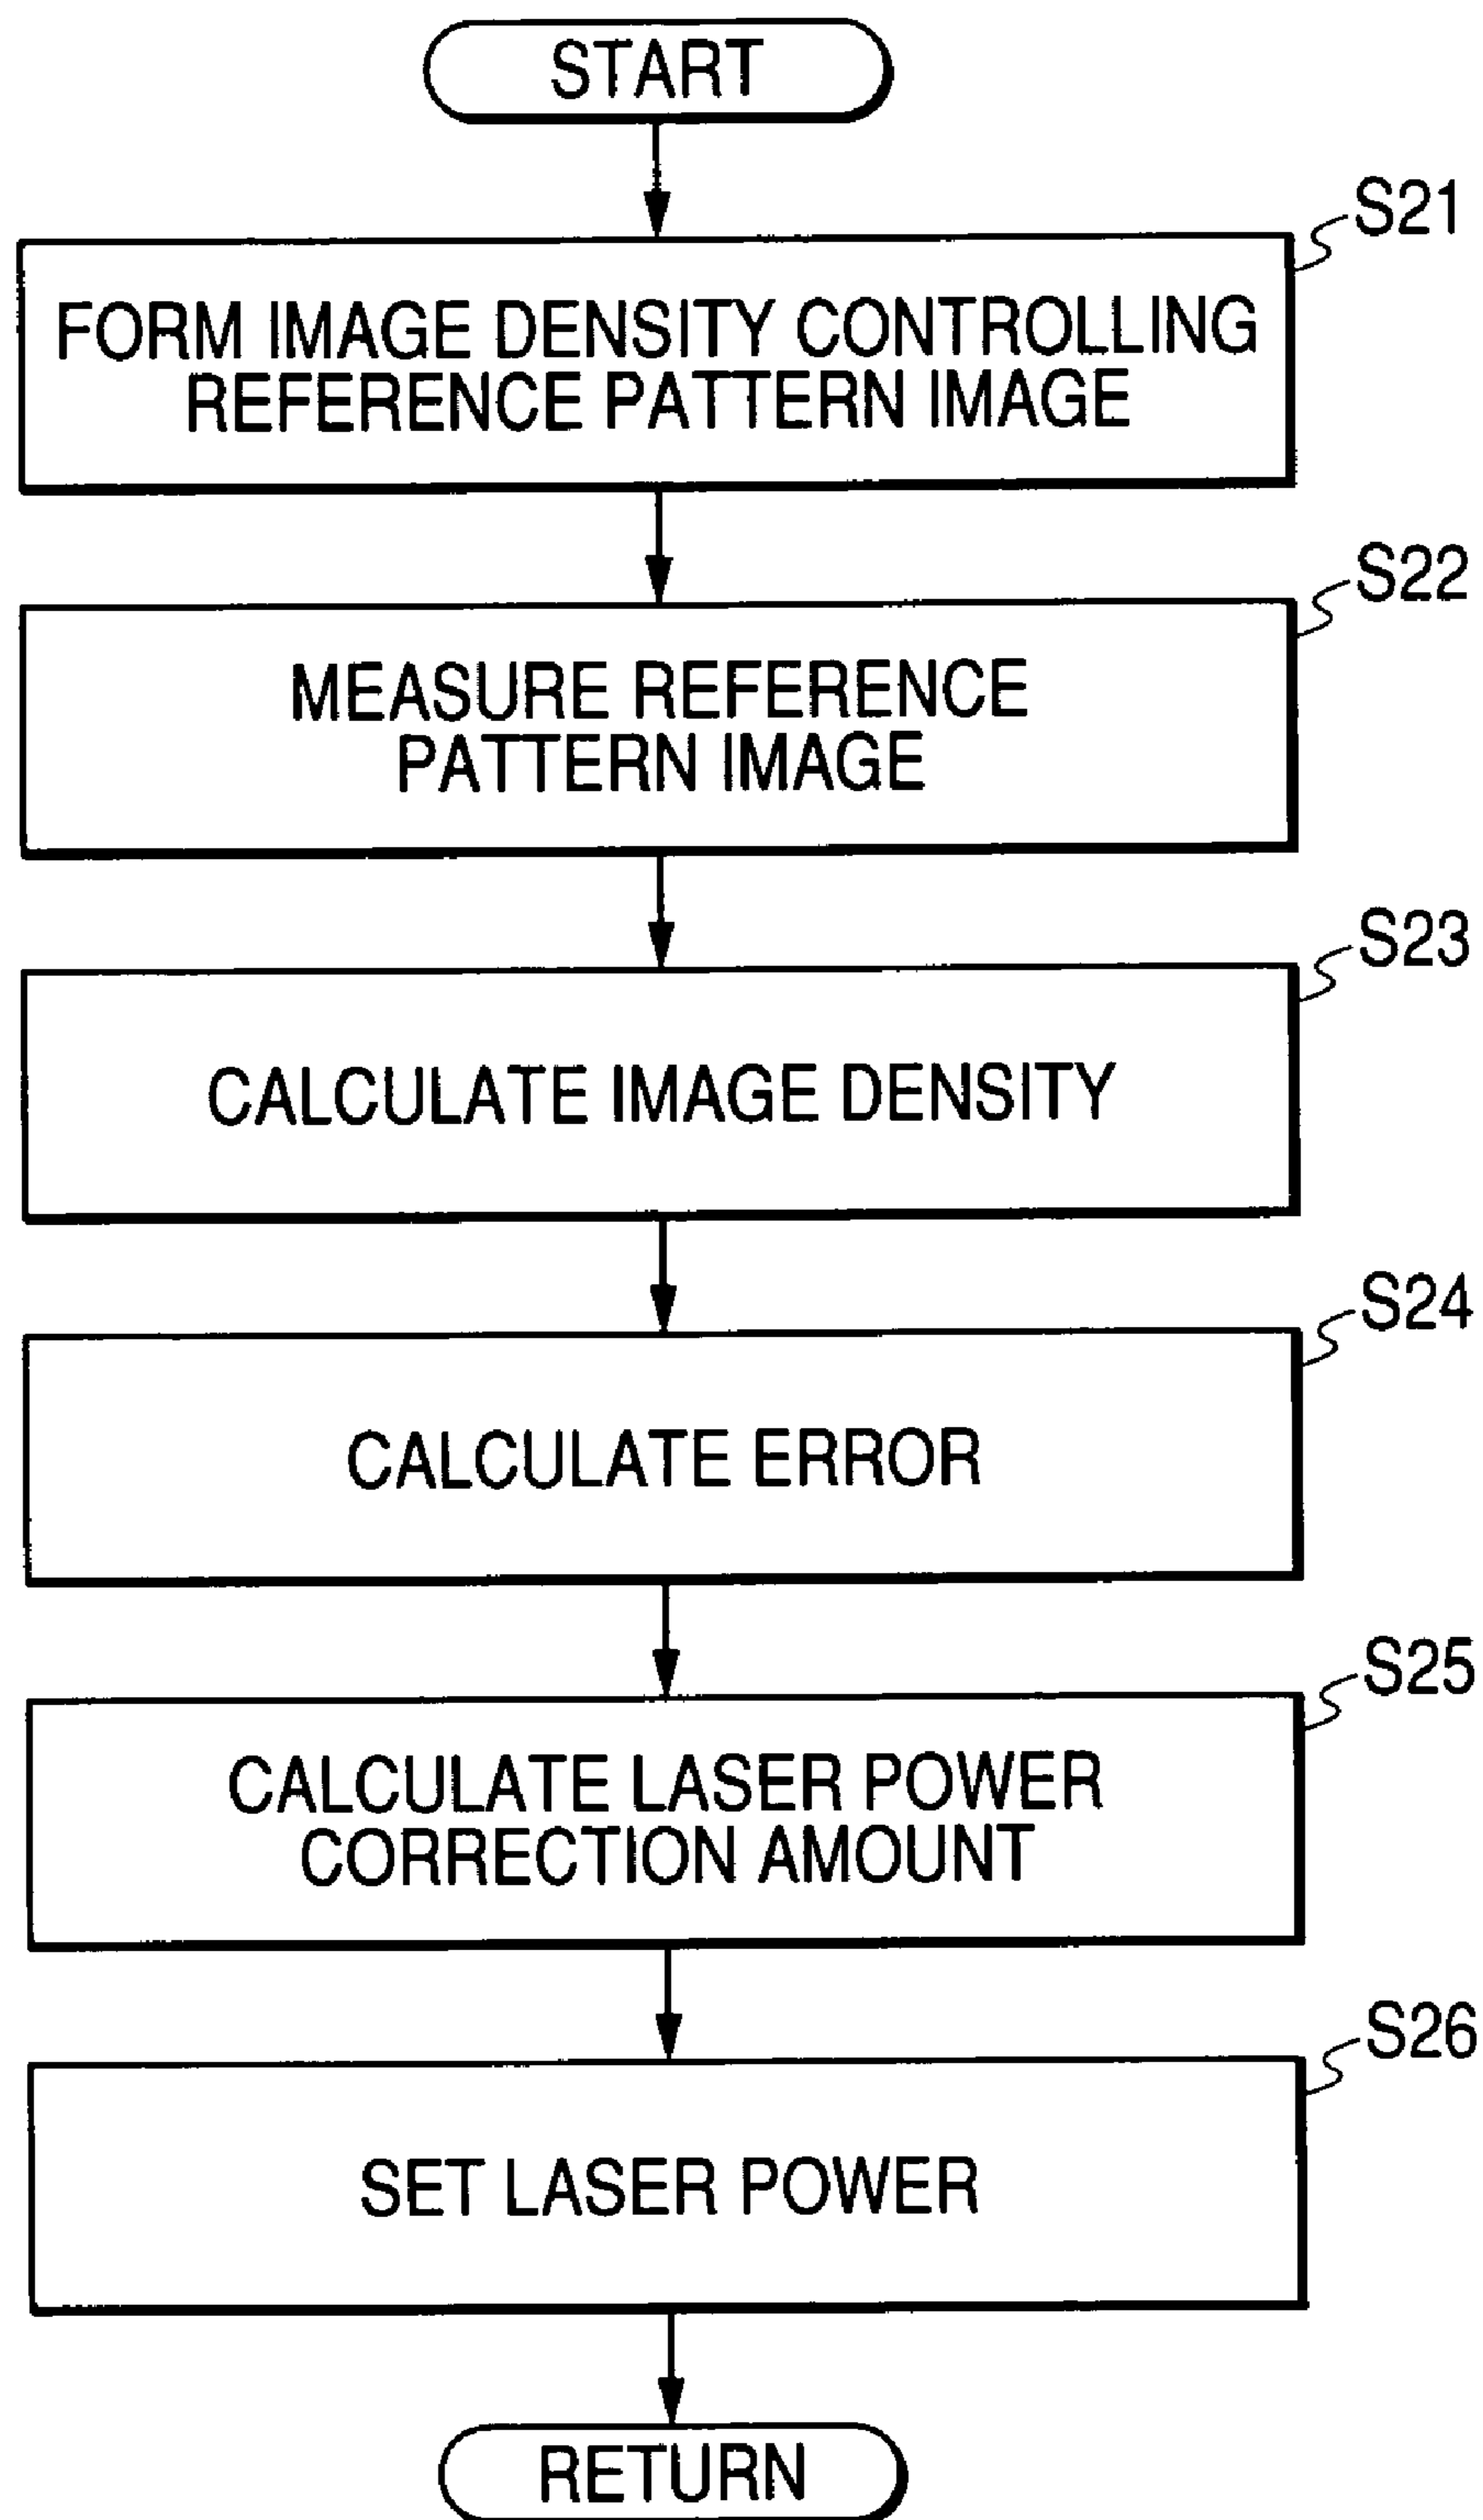 START
S21
FORM IMAGE DENSITY CONTROLLING
REFERENCE PATTERN IMAGE
S22
MEASURE REFERENCE
PATTERN IMAGE
S23
CALCULATE IMAGE DENSITY
S24
CALCULATE ERROR
S25
CALCULATE LASER POWER
CORRECTION AMOUNT
S26
SET LASER POWER
RETURN